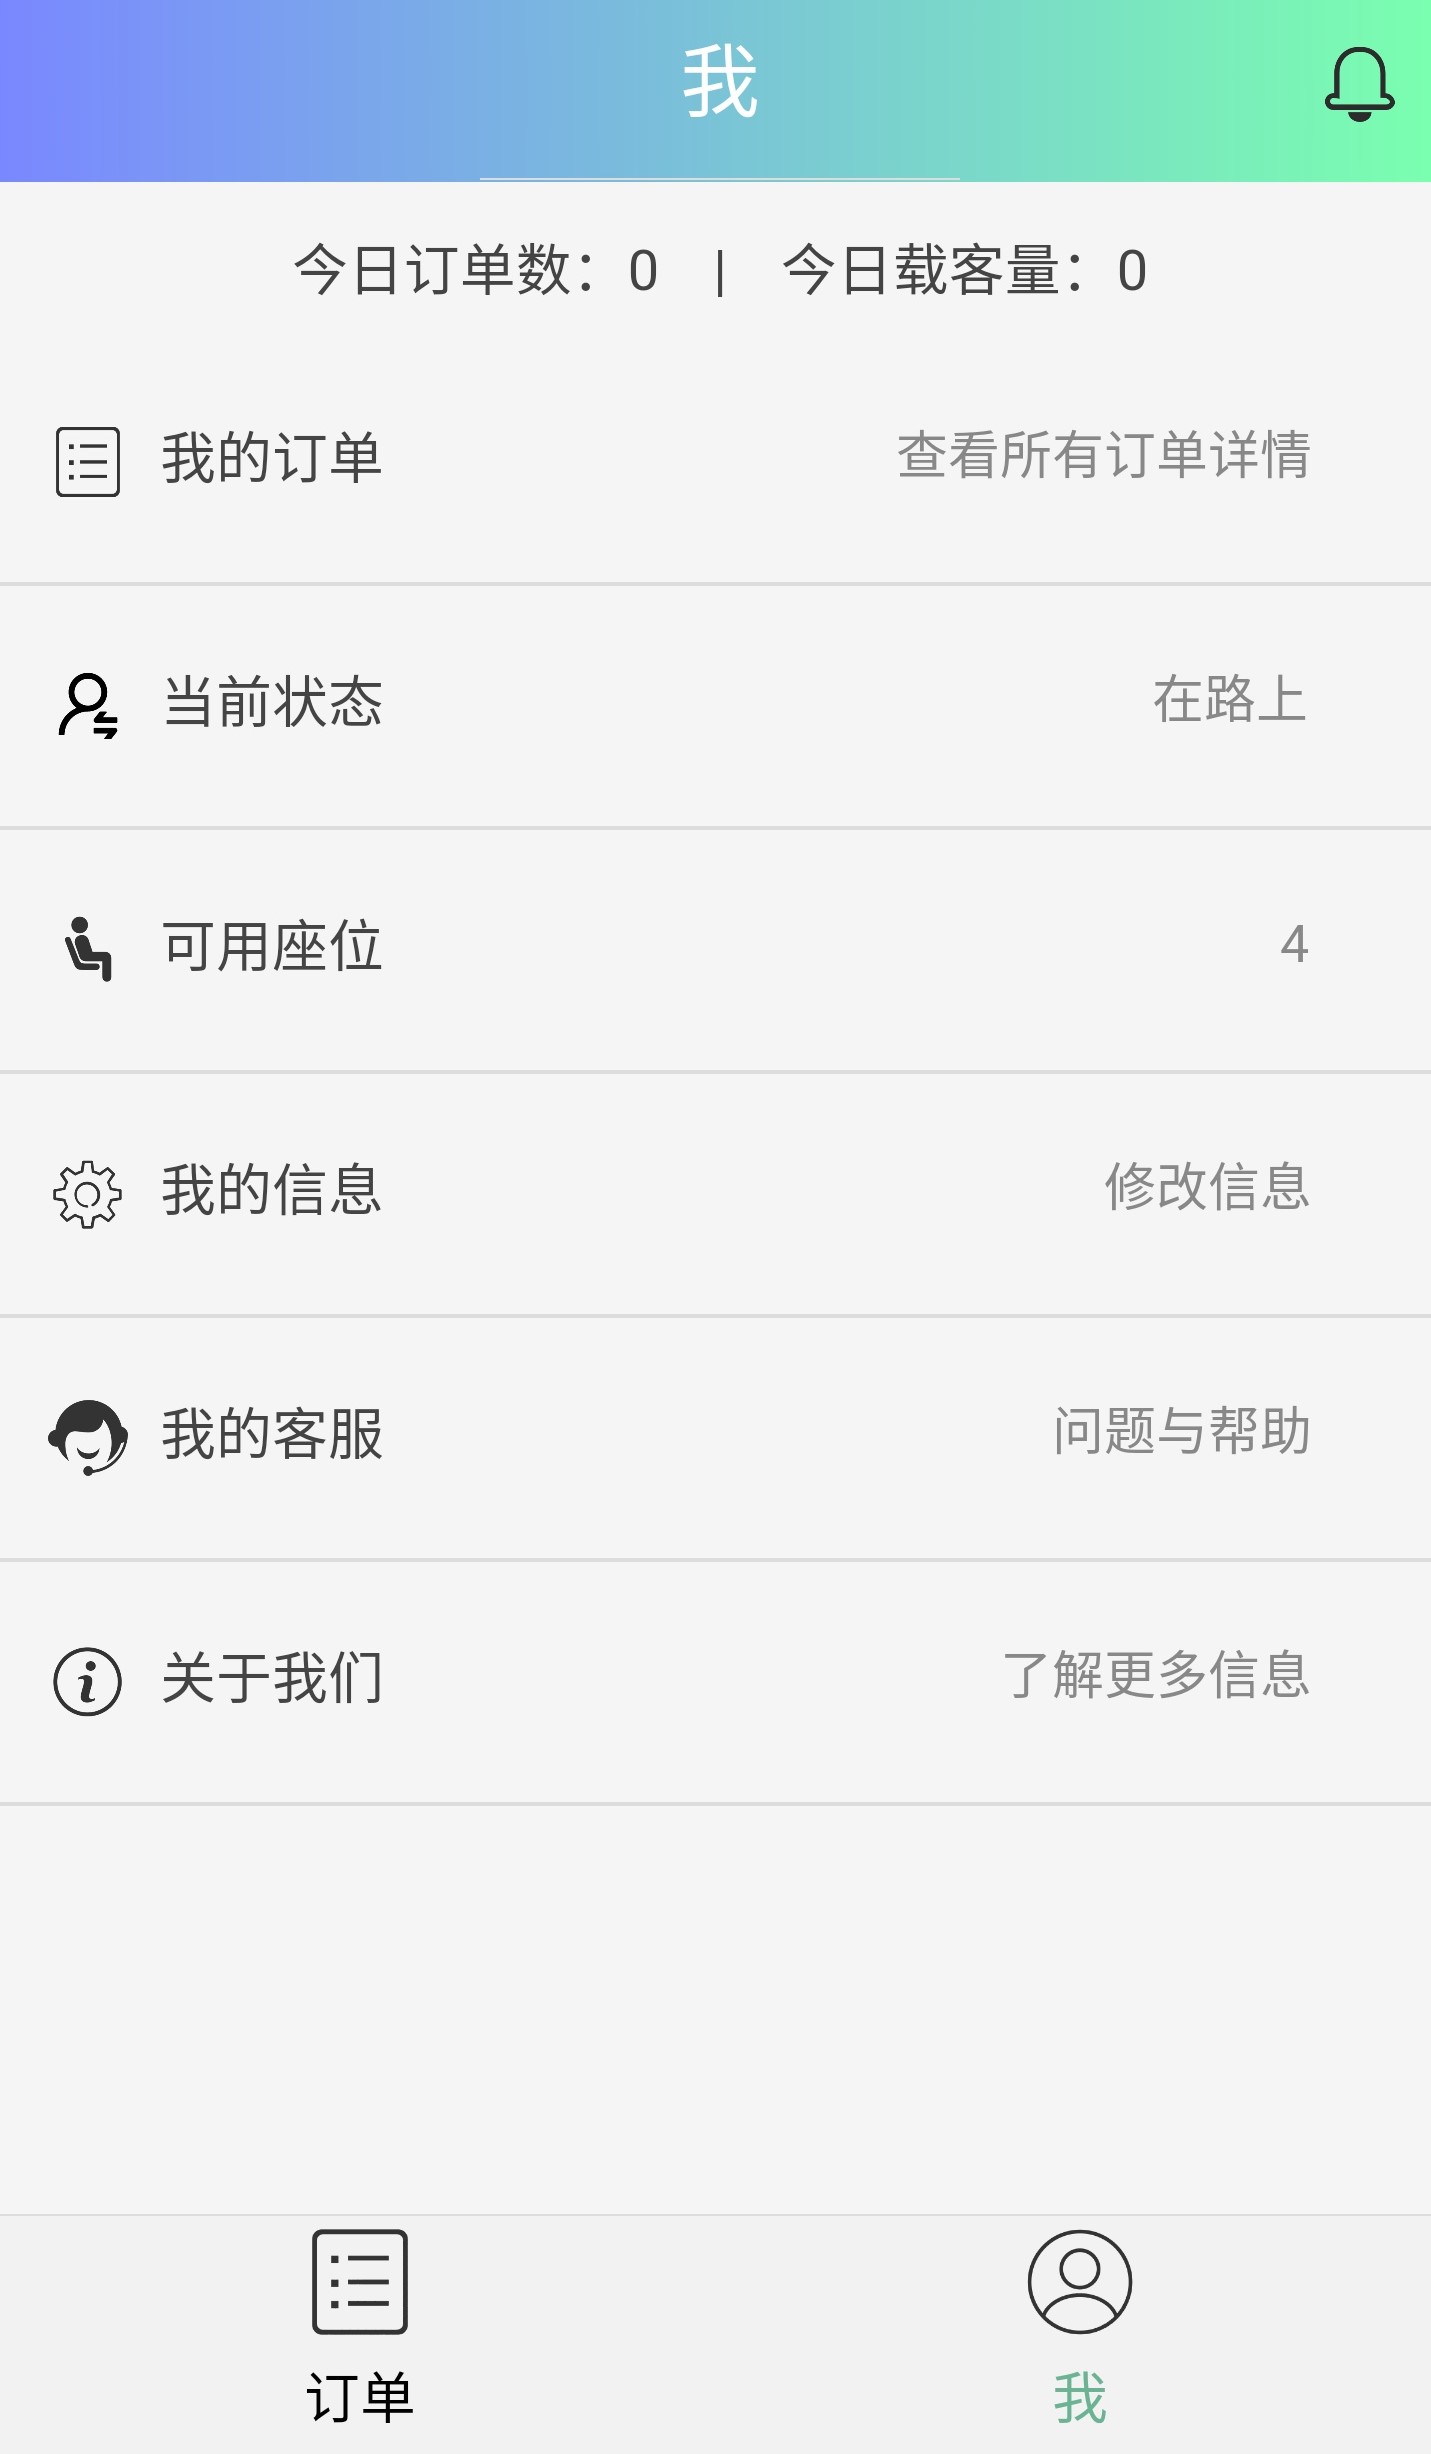 我
今日订单数：0 | 今日载客量：0
我的订单 查看所有订单详情
当前状态 在路上
可用座位 4
我的信息 修改信息
我的客服 问题与帮助
关于我们 了解更多信息
订单 我